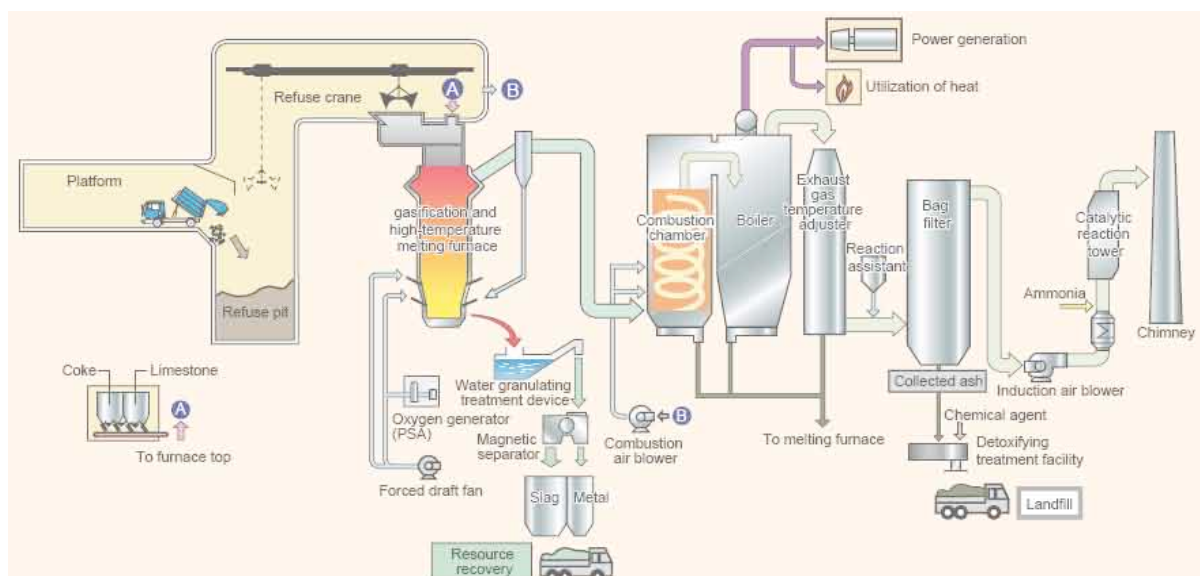 Power generation
Utilization of heat
Refuse crane
A
B
Platform
gasification and
high-temperature
melting furnace
Refuse pit
Combustion
chamber
Boiler
Exhaust
gas
temperature
adjuster
Reaction
assistant
Bag
filter
Catalytic
reaction
tower
Ammonia
Chimney
Coke
Limestone
A
To furnace top
Water granulating
treatment device
Oxygen generator
(PSA)
Magnetic
separator
Forced draft fan
Slag
Metal
Resource
recovery
B
Combustion
air blower
To melting furnace
Collected ash
Induction air blower
Chemical agent
Detoxifying
treatment facility
Landfill